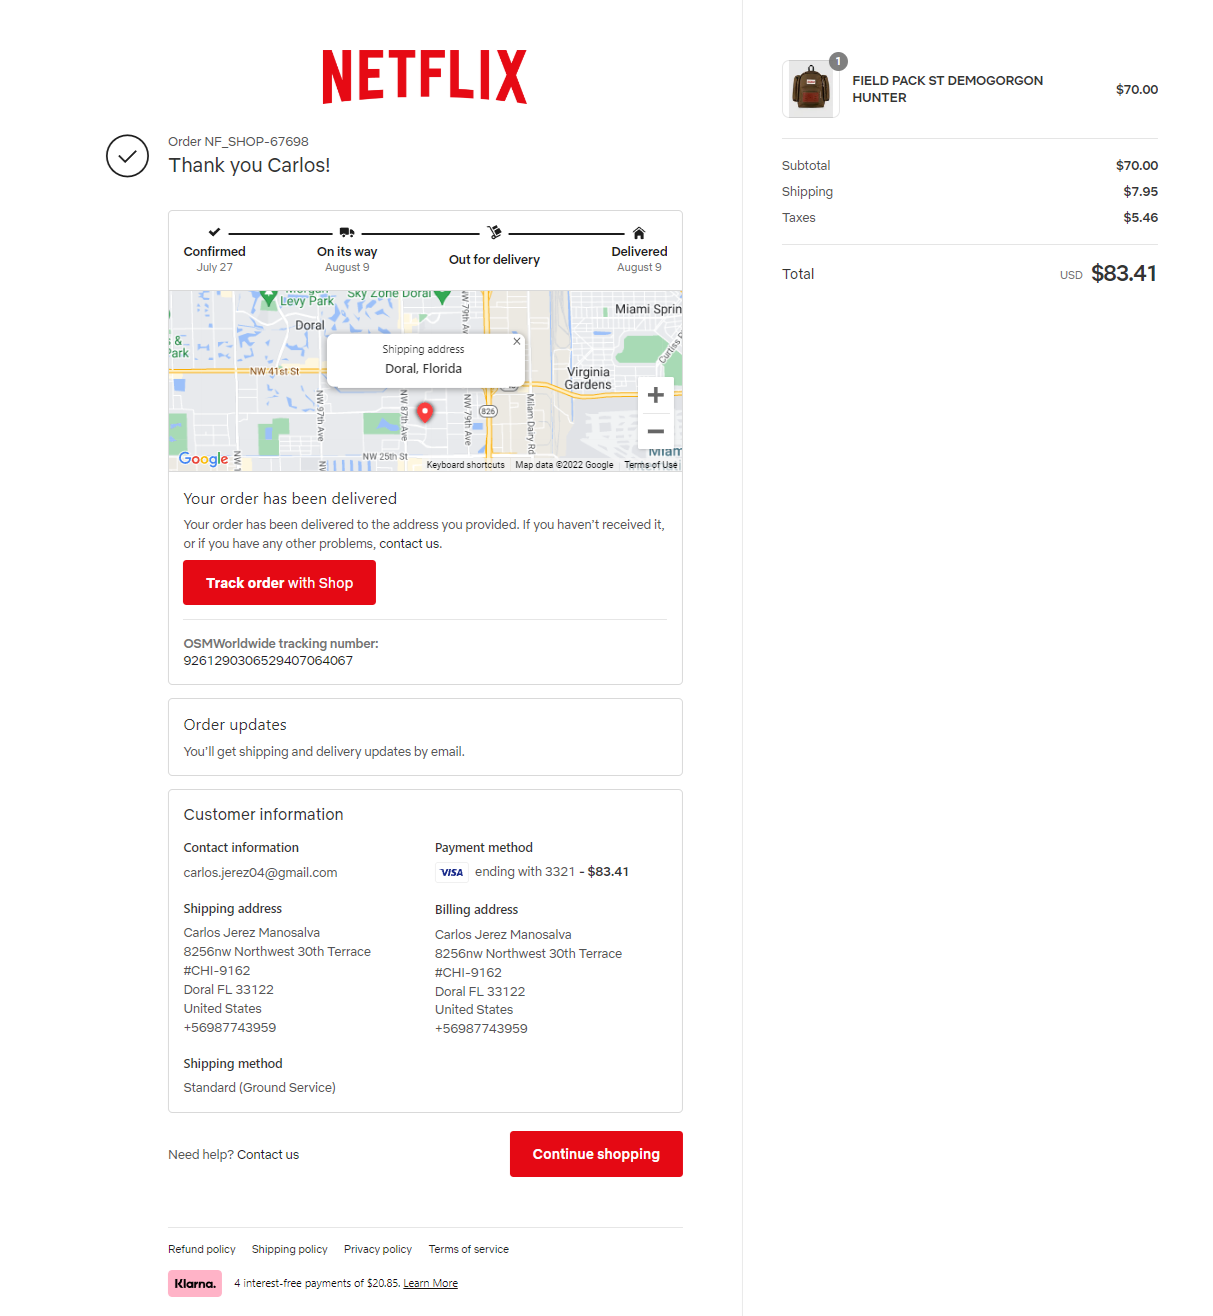 NETFLIX
Order NF_SHOP-67698
Thank you Carlos!
Confirmed
July 27
On its way
August 9
Out for delivery
Delivered
August 9
Levy Park
Sky Zone Doral
Doral
NW 79th Av
Miami Sprin
Curtiss P
s &
Park
Shipping address
Doral, Florida
NW 41st St
Virginia
Gardens
NW 97th Ave
NW 87th Ave
NW 79th Ave
826
Milam Dairy Rd
NW 25th St
Miam
Google
Keyboard shortcuts
Map data ©2022 Google
Terms of Use
Your order has been delivered
Your order has been delivered to the address you provided. If you haven’t received it,
or if you have any other problems, contact us.
Track order with Shop
OSMWorldwide tracking number:
9261290306529407064067
Order updates
You’ll get shipping and delivery updates by email.
Customer information
Contact information
carlos.jerez04@gmail.com
Payment method
VISA ending with 3321 - $83.41
Shipping address
Carlos Jerez Manosalva
8256nw Northwest 30th Terrace
#CHI-9162
Doral FL 33122
United States
+56987743959
Billing address
Carlos Jerez Manosalva
8256nw Northwest 30th Terrace
#CHI-9162
Doral FL 33122
United States
+56987743959
Shipping method
Standard (Ground Service)
Need help? Contact us
Continue shopping
Refund policy Shipping policy Privacy policy Terms of service
Klarna. 4 interest-free payments of $20.85. Learn More
1
FIELD PACK ST DEMOGORGON
HUNTER
$70.00
Subtotal $70.00
Shipping $7.95
Taxes $5.46
Total USD $83.41